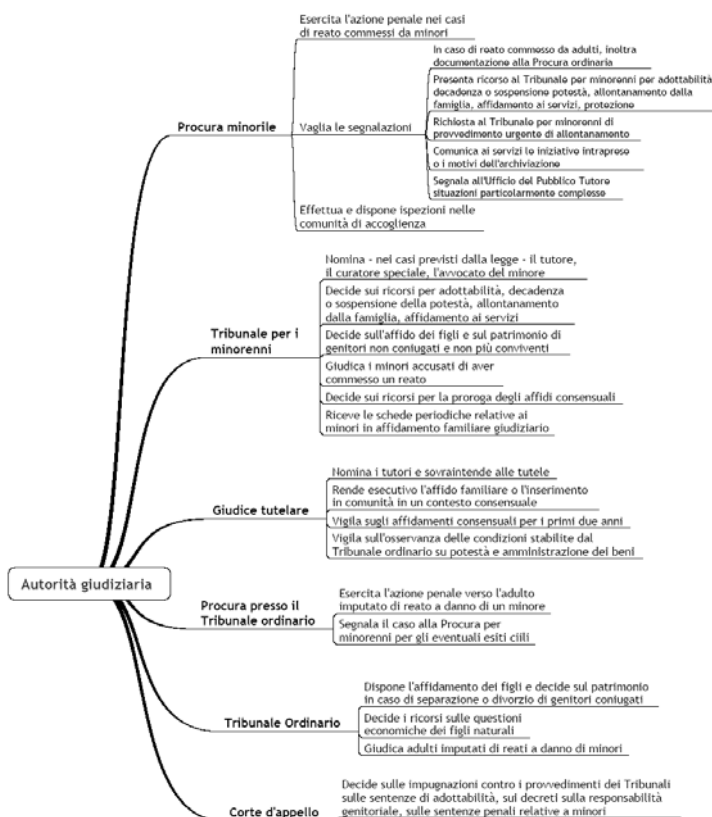 Esercita l'azione penale nei casi
di reato commessi da minori
In caso di reato commesso da adulti, inoltra
documentazione alla Procura ordinaria
Presenta ricorso al Tribunale per minorenni per adottabilità
decadenza o sospensione potestà, allontanamento dalla
famiglia, affidamento ai servizi, protezione
Procura minorile
Vaglia le segnalazioni
Richiesta al Tribunale per minorenni di
provvedimento urgente di allontanamento
Comunica ai servizi le iniziative intraprese
o i motivi dell'archiviazione
Segnala all'Ufficio del Pubblico Tutore
situazioni particolarmente complesse
Effettua e dispone ispezioni nelle
comunità di accoglienza
Nomina - nei casi previsti dalla legge - il tutore,
il curatore speciale, l'avvocato del minore
Decide sui ricorsi per adottabilità, decadenza
o sospensione della potestà, allontanamento
dalla famiglia, affidamento ai servizi
Tribunale per i
minorenni
Decide sull'affido dei figli e sul patrimonio di
genitori non coniugati e non più conviventi
Giudica i minori accusati di aver
commesso un reato
Decide sui ricorsi per la proroga degli affidi consensuali
Riceve le schede periodiche relative ai
minori in affidamento familiare giudiziario
Nomina i tutori e sovraintende alle tutele
Rende esecutivo l'affido familiare o l'inserimento
in comunità in un contesto consensuale
Giudice tutelare
Vigila sugli affidamenti consensuali per i primi due anni
Vigila sull'osservanza delle condizioni stabilite dal
Tribunale ordinario su potestà e amministrazione dei beni
Autorità giudiziaria
Procura presso il
Tribunale ordinario
Esercita l'azione penale verso l'adulto
imputato di reato a danno di un minore
Segnala il caso alla Procura per
minorenni per gli eventuali esiti ciili
Dispone l'affidamento dei figli e decide sul patrimonio
in caso di separazione o divorzio di genitori coniugati
Tribunale Ordinario
Decide i ricorsi sulle questioni
economiche dei figli naturali
Giudica adulti imputati di reati a danno di minori
Corte d'appello
Decide sulle impugnazioni contro i provvedimenti dei Tribunali
sulle sentenze di adottabilità, sui decreti sulla responsabilità
genitoriale, sulle sentenze penali relative a minori